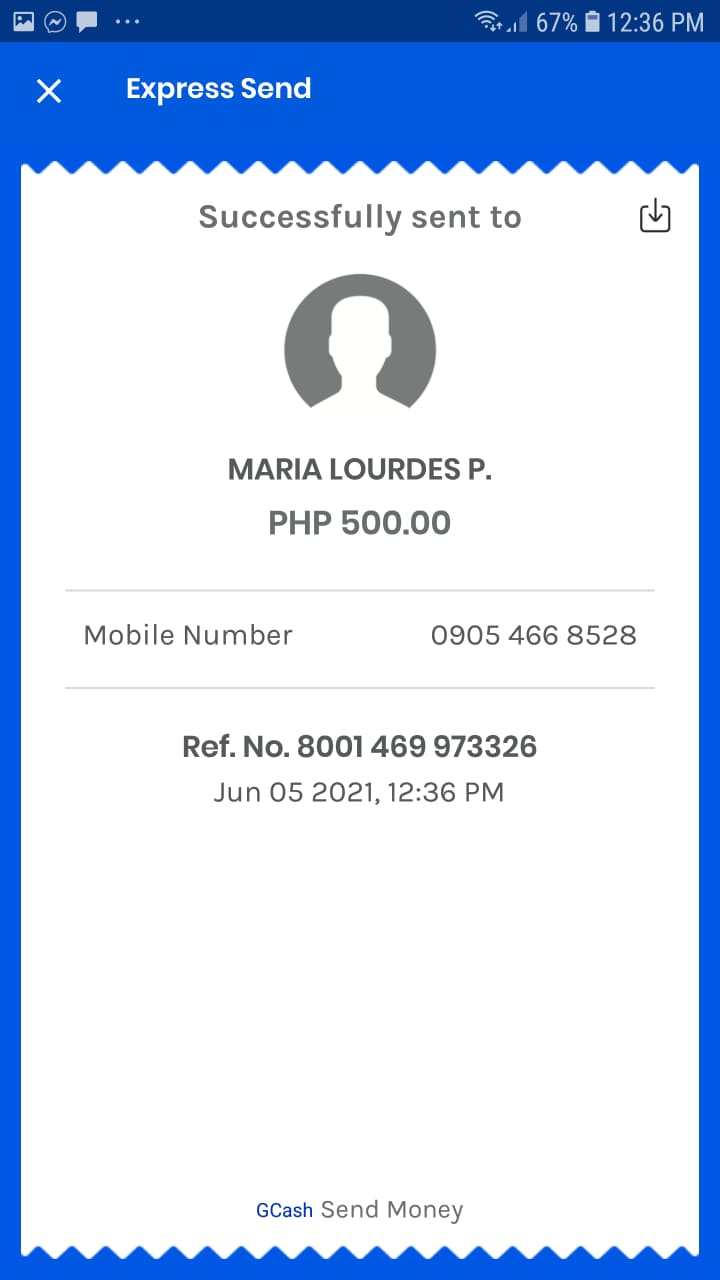 67% 12:36 PM
Express Send
Successfully sent to
MARIA LOURDES P.
PHP 500.00
Mobile Number 0905 466 8528
Ref. No. 8001 469 973326
Jun 05 2021, 12:36 PM
GCash Send Money